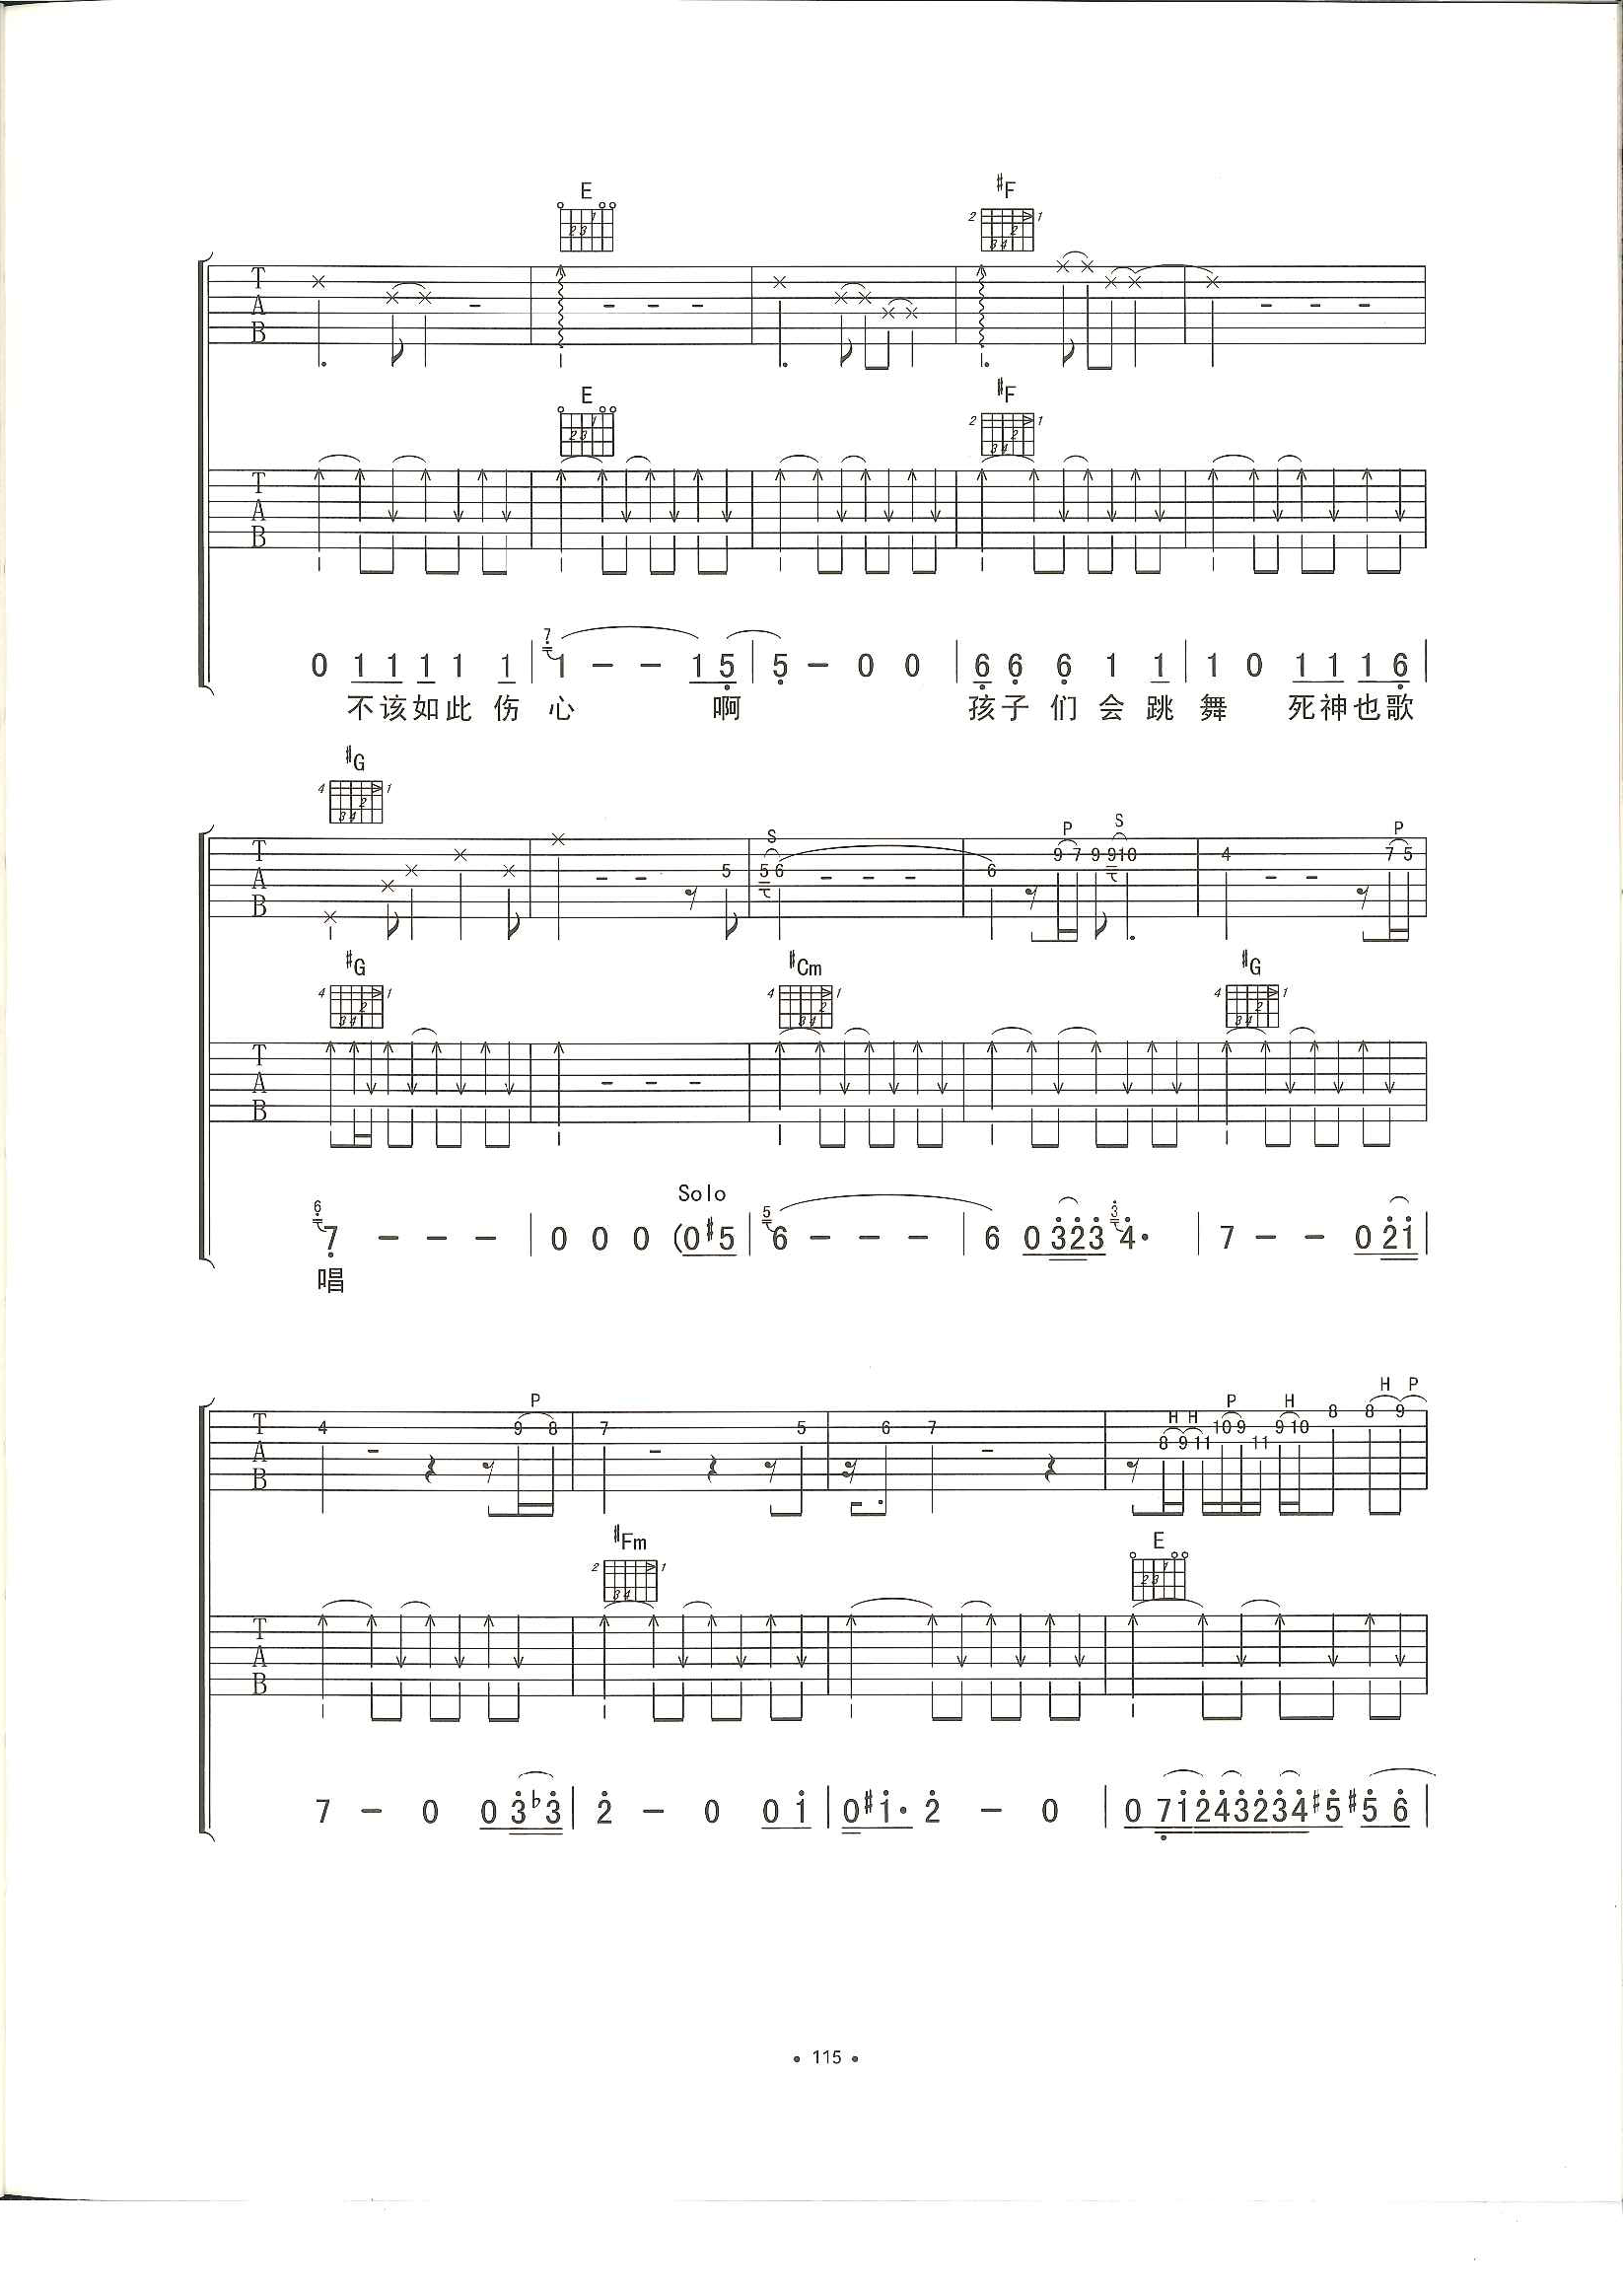 E #F
T A B
E #F
2 1
T A B
0 1 1 1 1 1 | 7 1 - - 1 5 | 5 - 0 0 | 6 6 6 1 1 | 1 0 1 1 1 6 |
不该如此 伤 心 啊 孩子 们 会 跳 舞 死神也歌
#G
T A B 5 5 6 S 6 9 7 9 P 9 10 S 4 7 5 P
#G #Cm #G
T A B
Solo
6 7 - - - | 0 0 0 (0 #5 | 5 6 - - - | 6 0 3 2 3 3 4· | 7 - - 0 2 1 |
唱
P H H P H H P
T A B 4 9 8 7 5 6 7 8 9 11 10 9 11 9 10 8 8 9
#Fm E
T A B
7 - 0 0 3 b3 | 2 - 0 0 1 | 0 #1· 2 - 0 | 0 7 1 2 4 3 2 3 4 #5 #5 6 |
• 115 •